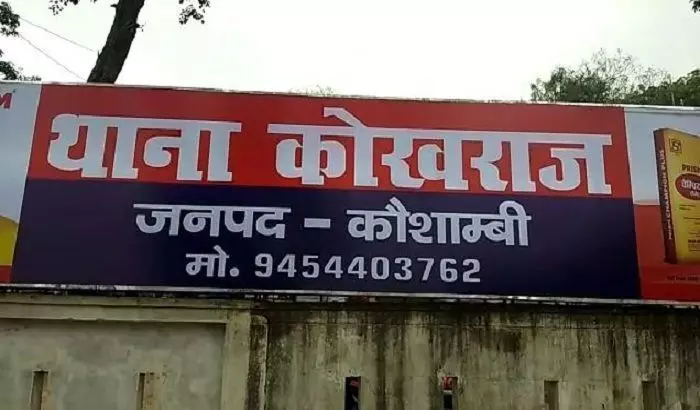 थाना कोखराज
जनपद - कौशाम्बी
मो. 9454403762